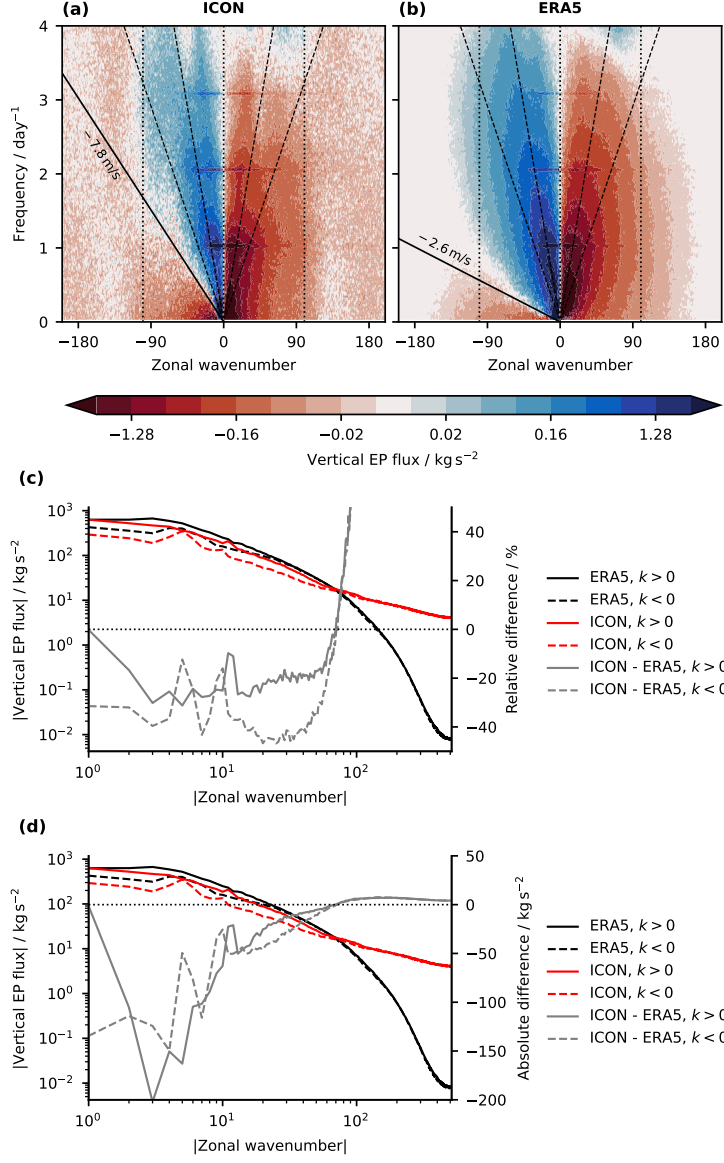 (a) ICON
(b) ERA5
Frequency / day⁻¹
4
3
2
1
0
−7.8 m/s
−2.6 m/s
−180 −90 0 90 180
−180 −90 0 90 180
Zonal wavenumber
Zonal wavenumber
−1.28 −0.16 −0.02 0.02 0.16 1.28
Vertical EP flux / kg s⁻²
(c)
|Vertical EP flux| / kg s⁻²
10³
10²
10¹
10⁰
10⁻¹
10⁻²
10⁰ 10¹ 10²
|Zonal wavenumber|
40
20
0
−20
−40
Relative difference / %
ERA5, k > 0
ERA5, k < 0
ICON, k > 0
ICON, k < 0
ICON - ERA5, k > 0
ICON - ERA5, k < 0
(d)
|Vertical EP flux| / kg s⁻²
10³
10²
10¹
10⁰
10⁻¹
10⁻²
10⁰ 10¹ 10²
|Zonal wavenumber|
50
0
−50
−100
−150
−200
Absolute difference / kg s⁻²
ERA5, k > 0
ERA5, k < 0
ICON, k > 0
ICON, k < 0
ICON - ERA5, k > 0
ICON - ERA5, k < 0